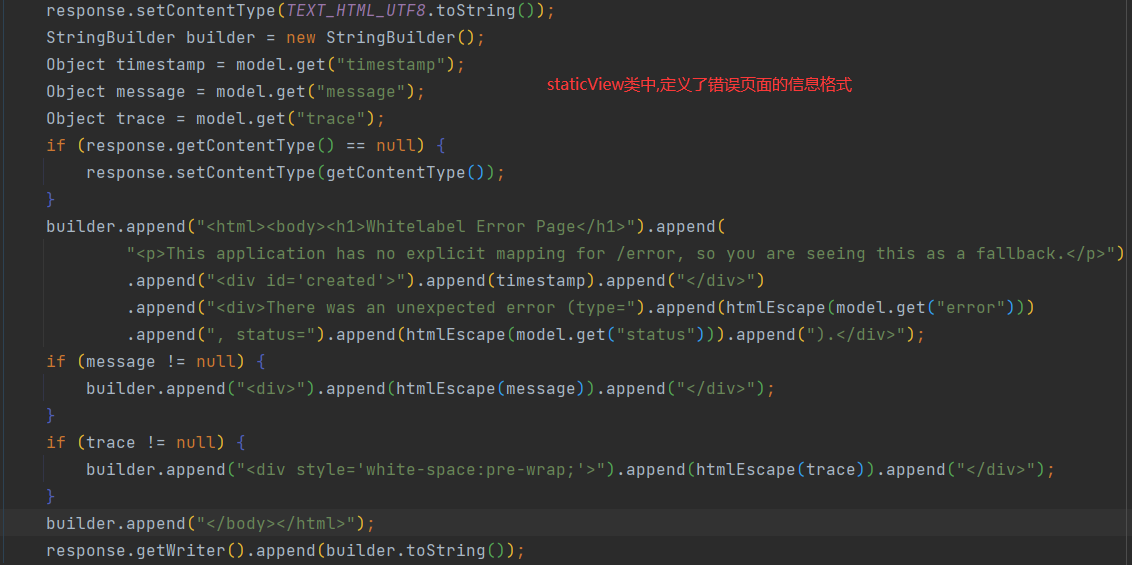 response.setContentType(TEXT_HTML_UTF8.toString());
StringBuilder builder = new StringBuilder();
Object timestamp = model.get("timestamp");
staticView类中,定义了错误页面的信息格式
Object message = model.get("message");
Object trace = model.get("trace");
if (response.getContentType() == null) {
    response.setContentType(getContentType());
}
builder.append("<html><body><h1>Whitelabel Error Page</h1>").append(
        "<p>This application has no explicit mapping for /error, so you are seeing this as a fallback.</p>")
        .append("<div id='created'>").append(timestamp).append("</div>")
        .append("<div>There was an unexpected error (type=").append(htmlEscape(model.get("error")))
        .append(", status=").append(htmlEscape(model.get("status"))).append(").</div>");
if (message != null) {
    builder.append("<div>").append(htmlEscape(message)).append("</div>");
}
if (trace != null) {
    builder.append("<div style='white-space:pre-wrap;'>").append(htmlEscape(trace)).append("</div>");
}
builder.append("</body></html>");
response.getWriter().append(builder.toString());